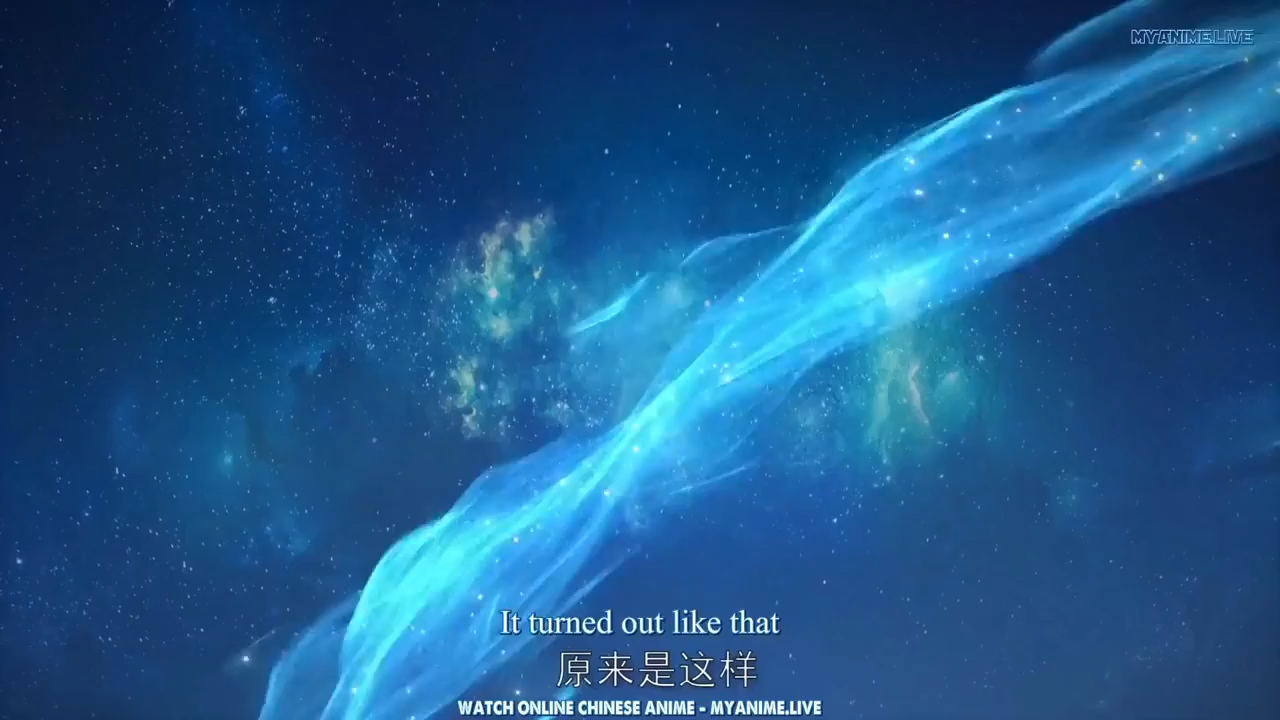 MYANIME.LIVE
It turned out like that
原来是这样
WATCH ONLINE CHINESE ANIME - MYANIME.LIVE